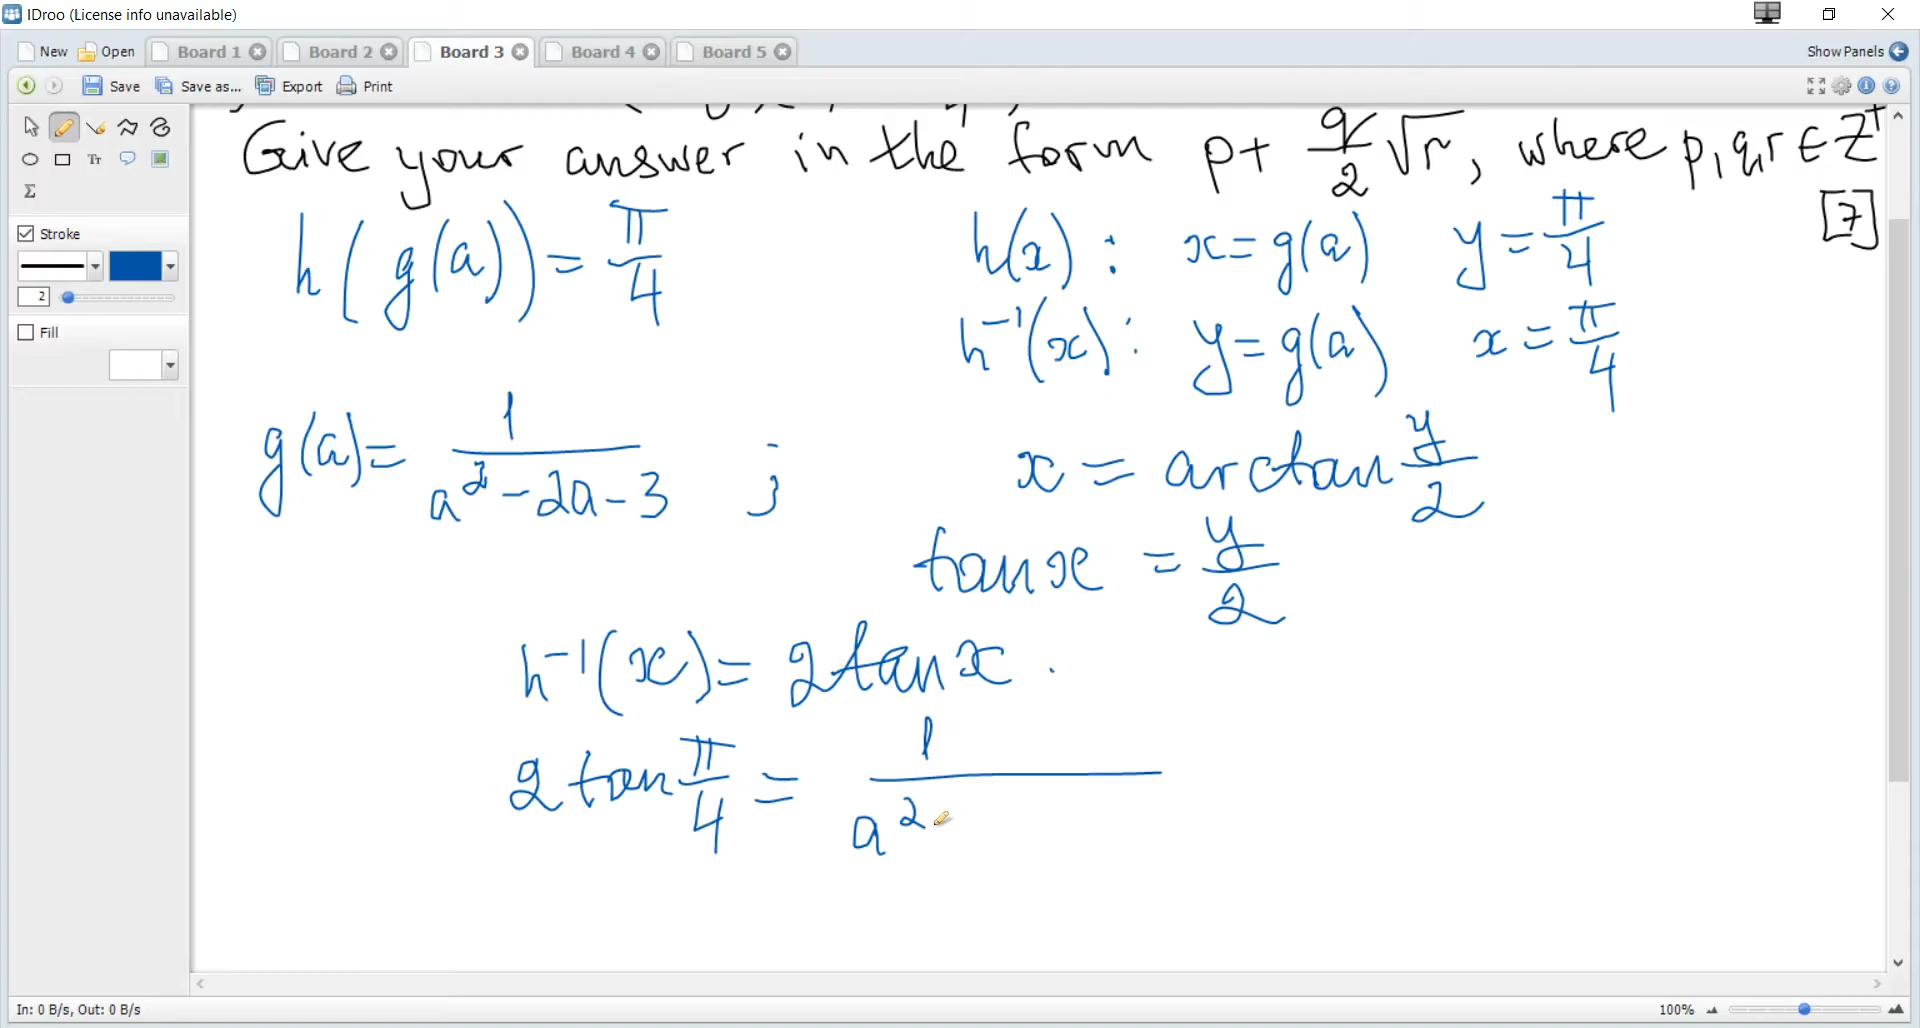 IDroo (License info unavailable)
New Open Board 1 Board 2 Board 3 Board 4 Board 5 Show Panels
Save Save as... Export Print
Give your answer in the form p+ q/2 √r, where p, q, r ∈ Z⁺
[7]
h(g(a)) = π/4
h(x) : x = g(a) y = π/4
h⁻¹(x) : y = g(a) x = π/4
g(a) = 1/(a² - 2a - 3) ;
x = arctan y/2
tan x = y/2
h⁻¹(x) = 2 tan x .
2 tan π/4 = 1/a²
Tr
Σ
Stroke
2
Fill
In: 0 B/s, Out: 0 B/s
100%